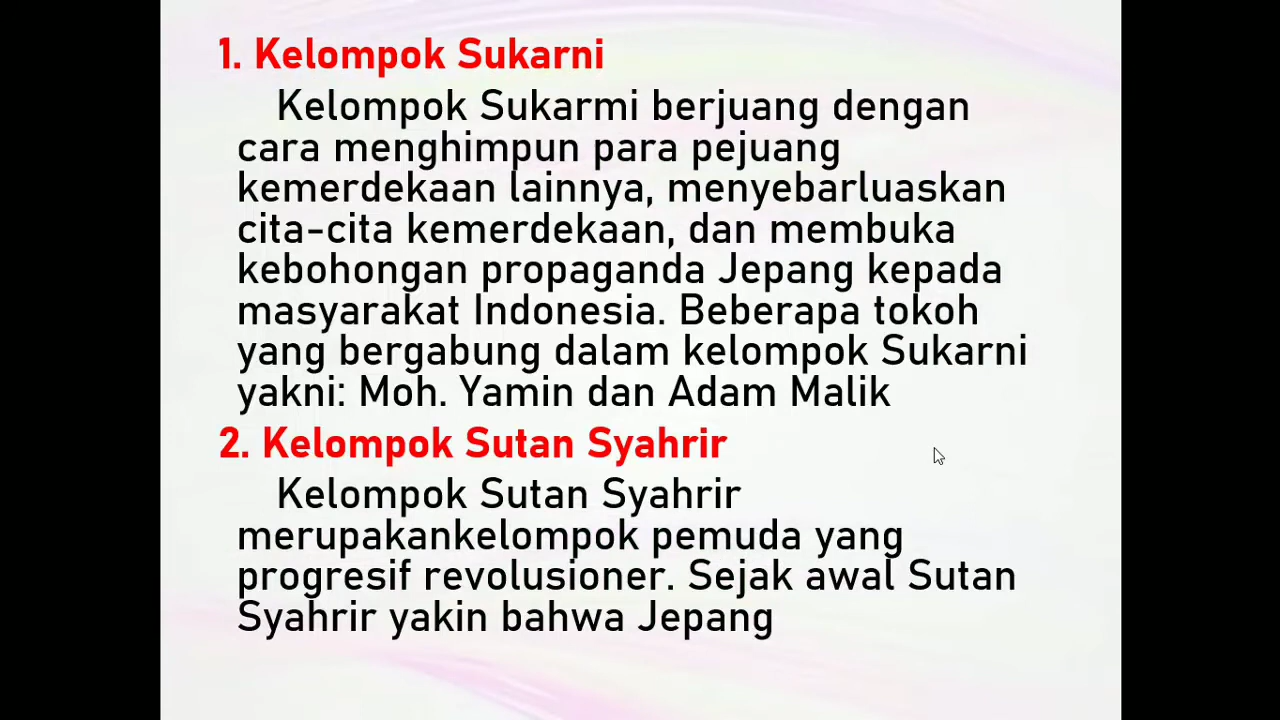 1. Kelompok Sukarni
Kelompok Sukarmi berjuang dengan
cara menghimpun para pejuang
kemerdekaan lainnya, menyebarluaskan
cita-cita kemerdekaan, dan membuka
kebohongan propaganda Jepang kepada
masyarakat Indonesia. Beberapa tokoh
yang bergabung dalam kelompok Sukarni
yakni: Moh. Yamin dan Adam Malik
2. Kelompok Sutan Syahrir
Kelompok Sutan Syahrir
merupakankelompok pemuda yang
progresif revolusioner. Sejak awal Sutan
Syahrir yakin bahwa Jepang